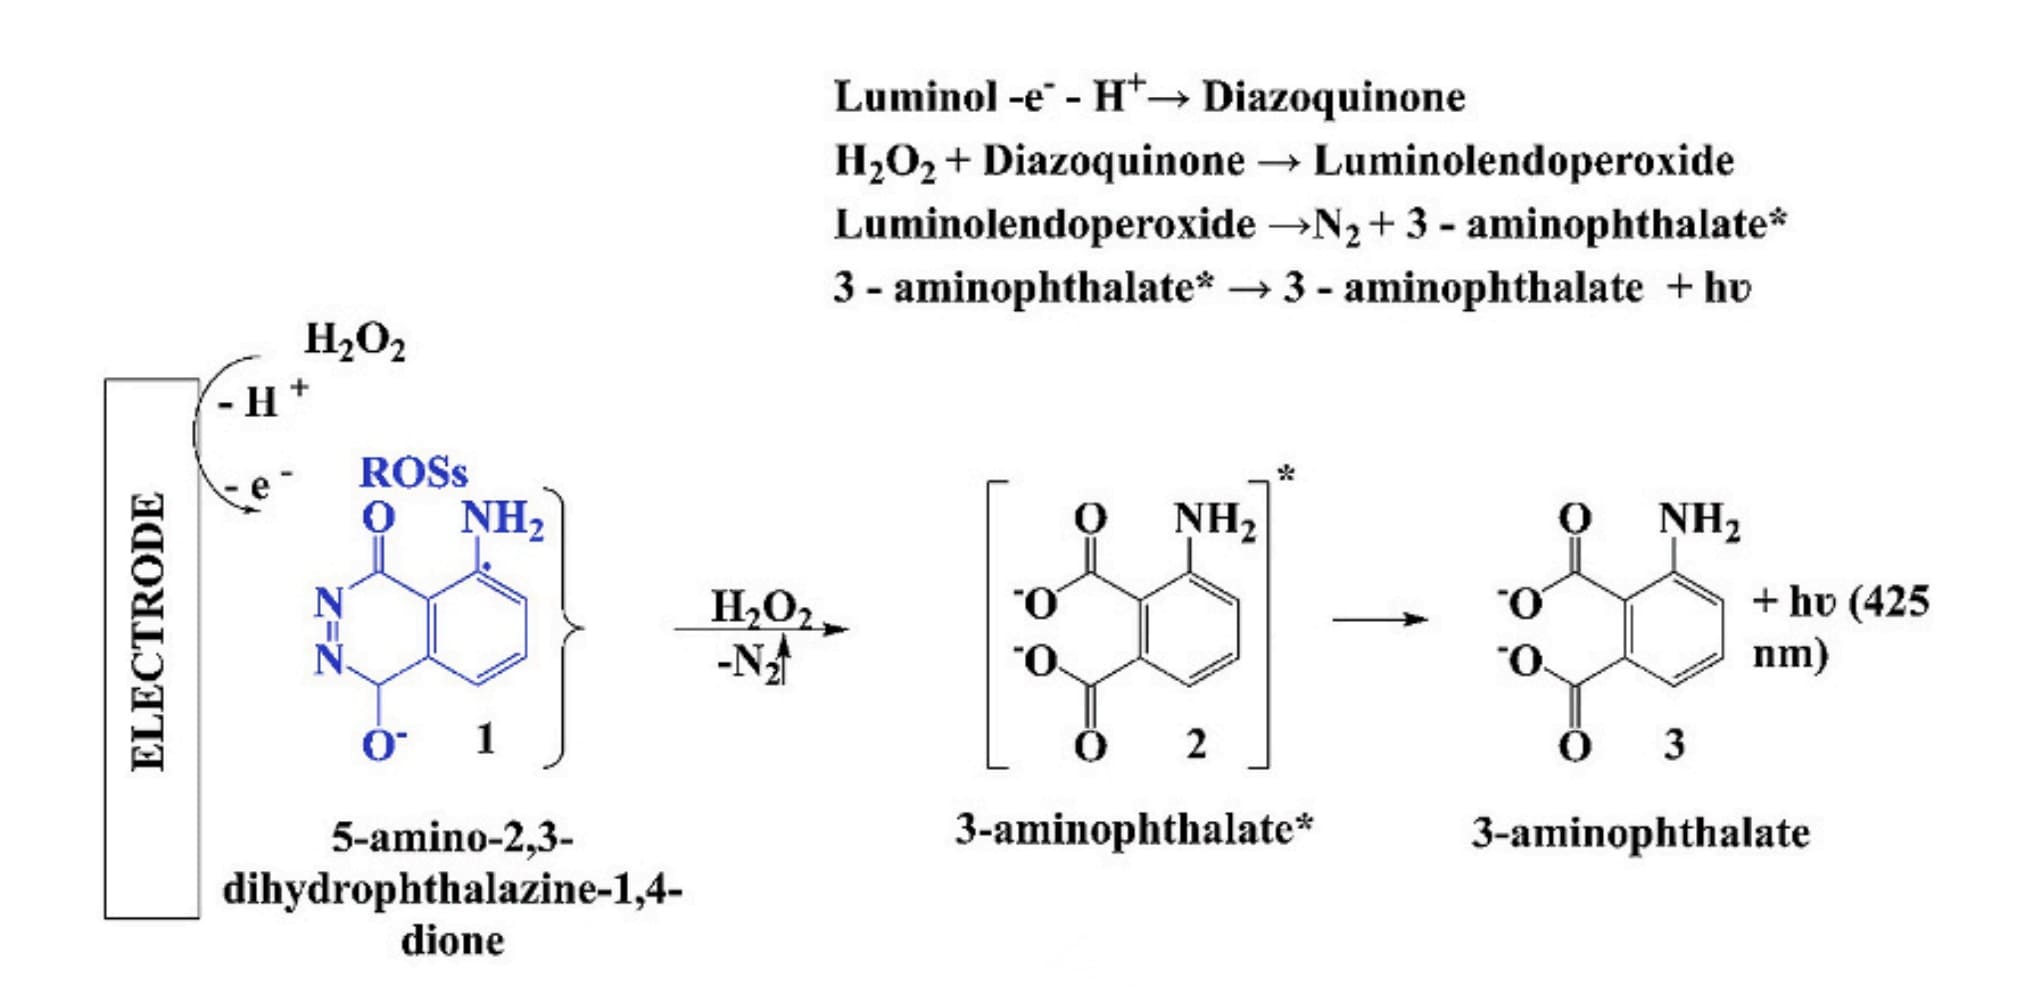 Luminol -e⁻ - H⁺→ Diazoquinone
H₂O₂ + Diazoquinone → Luminolendoperoxide
Luminolendoperoxide →N₂ + 3 - aminophthalate*
3 - aminophthalate* → 3 - aminophthalate + hυ
H₂O₂
- H ⁺
- e ⁻
ELECTRODE
ROSs
O
NH₂
N
N
O⁻
1
5-amino-2,3-
dihydrophthalazine-1,4-
dione
H₂O₂
-N₂
*
O
NH₂
⁻O
⁻O
O
2
3-aminophthalate*
O
NH₂
⁻O
⁻O
O
3
+ hυ (425
nm)
3-aminophthalate